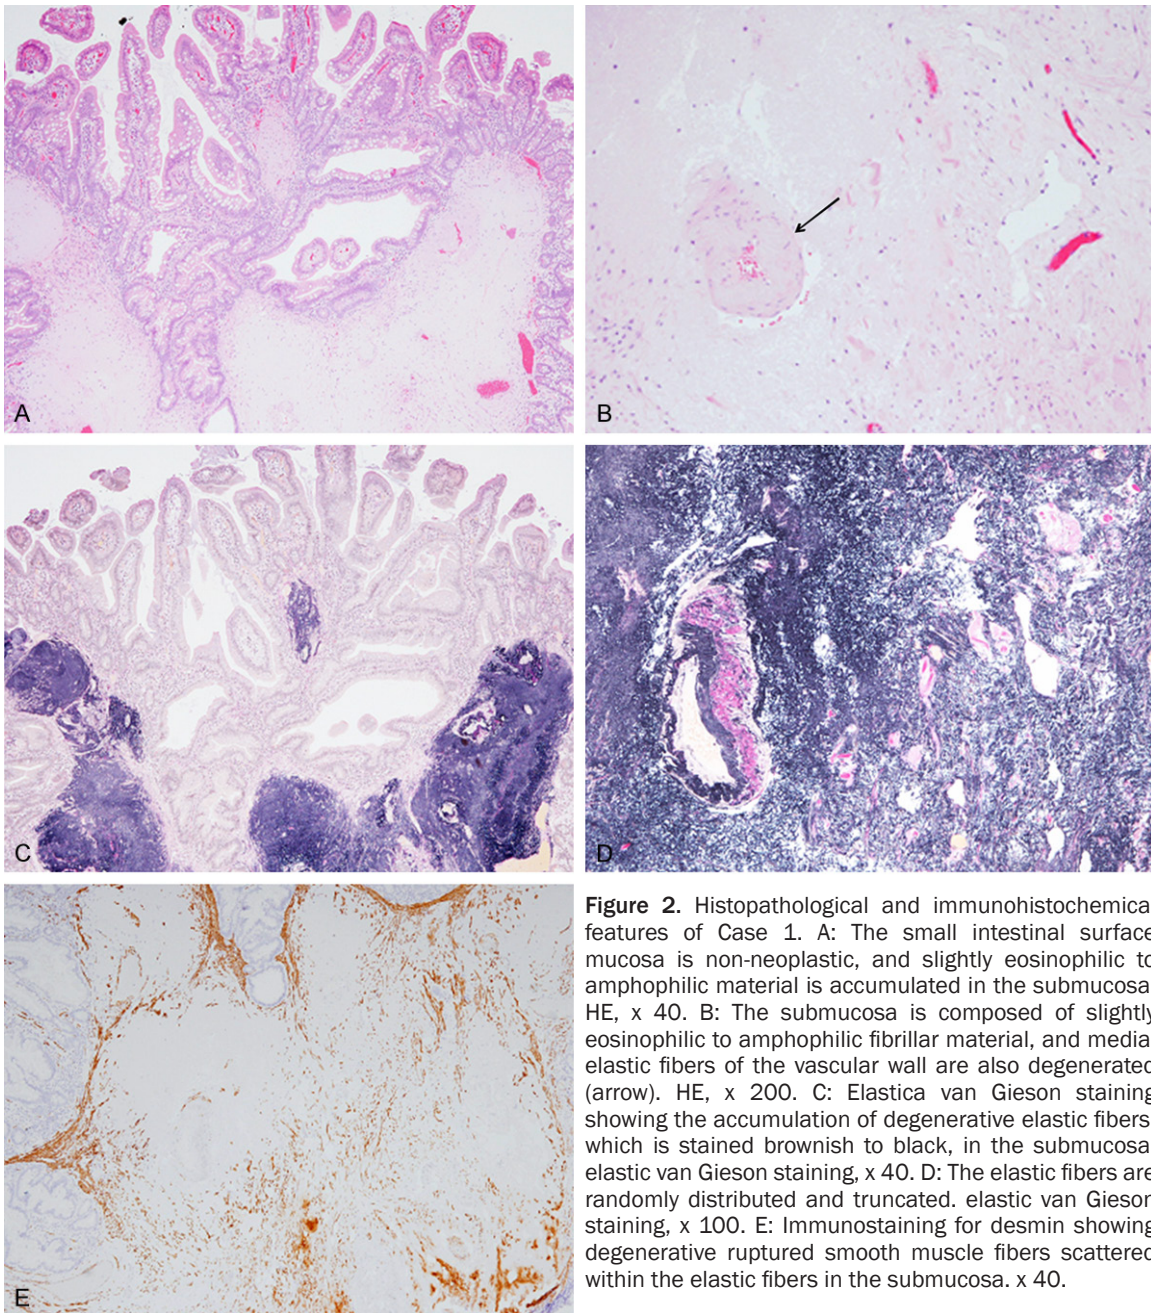 A
B
C
D
E
Figure 2. Histopathological and immunohistochemica
features of Case 1. A: The small intestinal surface
mucosa is non-neoplastic, and slightly eosinophilic to
amphophilic material is accumulated in the submucosa
HE, x 40. B: The submucosa is composed of slightly
eosinophilic to amphophilic fibrillar material, and media
elastic fibers of the vascular wall are also degenerated
(arrow). HE, x 200. C: Elastica van Gieson staining
showing the accumulation of degenerative elastic fibers
which is stained brownish to black, in the submucosa
elastic van Gieson staining, x 40. D: The elastic fibers are
randomly distributed and truncated. elastic van Gieson
staining, x 100. E: Immunostaining for desmin showing
degenerative ruptured smooth muscle fibers scattered
within the elastic fibers in the submucosa. x 40.